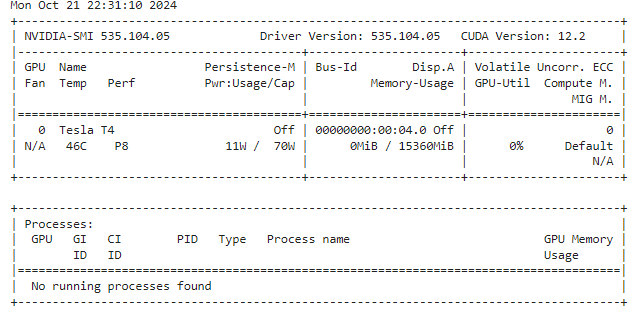 Mon Oct 21 22:31:10 2024
+---------------------------------------------------------------------------------------+
| NVIDIA-SMI 535.104.05             Driver Version: 535.104.05   CUDA Version: 12.2     |
|-----------------------------------------+----------------------+----------------------+
| GPU  Name                 Persistence-M | Bus-Id        Disp.A | Volatile Uncorr. ECC |
| Fan  Temp   Perf          Pwr:Usage/Cap |         Memory-Usage | GPU-Util  Compute M. |
|                                         |                      |               MIG M. |
|=========================================+======================+======================|
|   0  Tesla T4                       Off | 00000000:00:04.0 Off |                    0 |
| N/A   46C    P8              11W /  70W |      0MiB / 15360MiB |      0%      Default |
|                                         |                      |                  N/A |
+-----------------------------------------+----------------------+----------------------+

+---------------------------------------------------------------------------------------+
| Processes:                                                                            |
|  GPU   GI   CI        PID   Type   Process name                            GPU Memory |
|        ID   ID                                                             Usage      |
|=======================================================================================|
|  No running processes found                                                           |
+---------------------------------------------------------------------------------------+